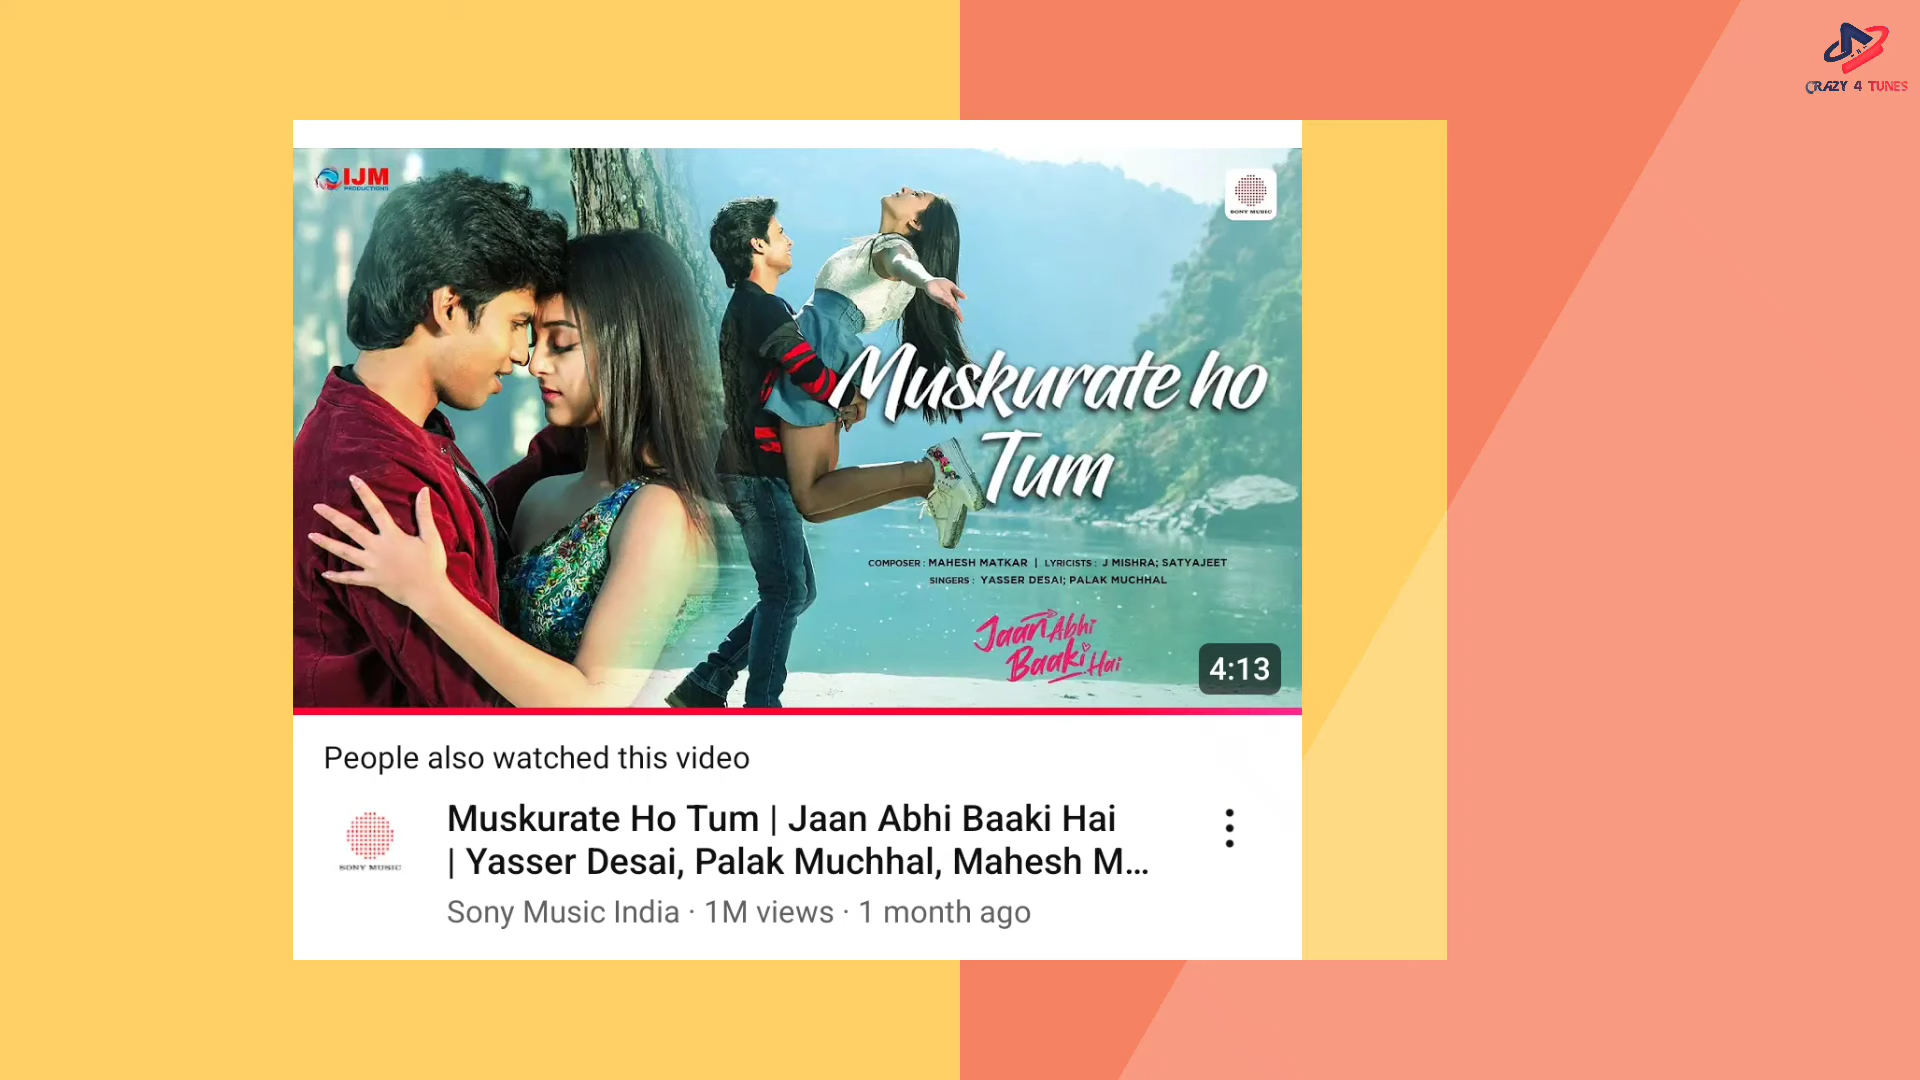 CRAZY 4 TUNES
IJM
PRODUCTIONS
SONY MUSIC
Muskurate ho
Tum
COMPOSER : MAHESH MATKAR | LYRICISTS : J MISHRA; SATYAJEET
SINGERS : YASSER DESAI; PALAK MUCHHAL
Jaan Abhi
Baaki Hai
4:13
People also watched this video
SONY MUSIC
Muskurate Ho Tum | Jaan Abhi Baaki Hai
| Yasser Desai, Palak Muchhal, Mahesh M...
Sony Music India · 1M views · 1 month ago